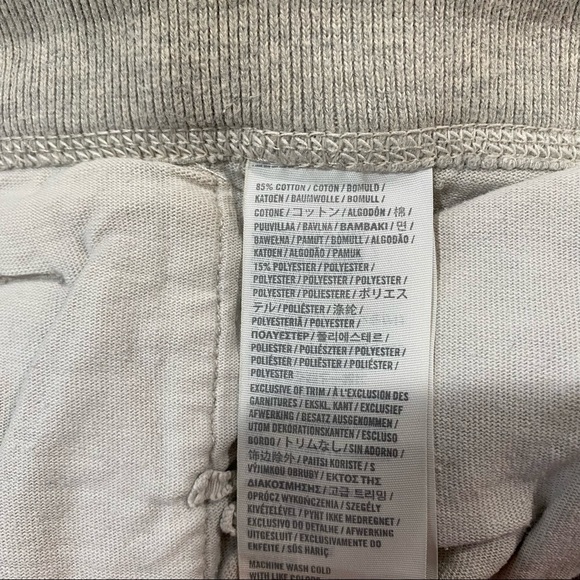 85% COTTON / COTON / BOMULD /
KATOEN / BAUMWOLLE / BOMULL /
COTONE / コットン / ALGODÓN / 棉 /
PUUVILLAA / BAVLNA / ΒΑΜΒΑΚΙ / 면 /
BAWEŁNA / PAMUT / BOMULL / ALGODÃO /
KATOEN / ALGODÃO / PAMUK
15% POLYESTER / POLYESTER /
POLYESTER / POLYESTER / POLYESTER /
POLYESTER / POLIESTERE / ポリエス
テル / POLIÉSTER / 涤纶 /
POLYESTERIÄ / POLYESTER /
ΠΟΛΥΕΣΤΕΡ / 폴리에스테르 /
POLIESTER / POLIÉSZTER / POLYESTER /
POLIÉSTER / POLIËSTER / POLIÉSTER /
POLYESTER
EXCLUSIVE OF TRIM / À L'EXCLUSION DES
GARNITURES / EKSKL. KANT / EXCLUSIEF
AFWERKING / BESATZ AUSGENOMMEN /
UTOM DEKORATIONSKANTEN / ESCLUSO
BORDO / トリムなし / SIN ADORNO /
饰边除外 / PAITSI KORISTE / S
VÝJIMKOU OBRUBY / ΕΚΤΟΣ ΤΗΣ
ΔΙΑΚΟΣΜΗΣΗΣ / 고급 트리밍 /
OPRÓCZ WYKOŃCZENIA / SZEGÉLY
KIVÉTELÉVEL / PYNT IKKE MEDREGNET /
EXCLUSIVO DO DETALHE / AFWERKING
UITGESLUIT / EXCLUSIVAMENTE DO
ENFEITE / SÜS HARİÇ
MACHINE WASH COLD
WITH LIKE COLORS